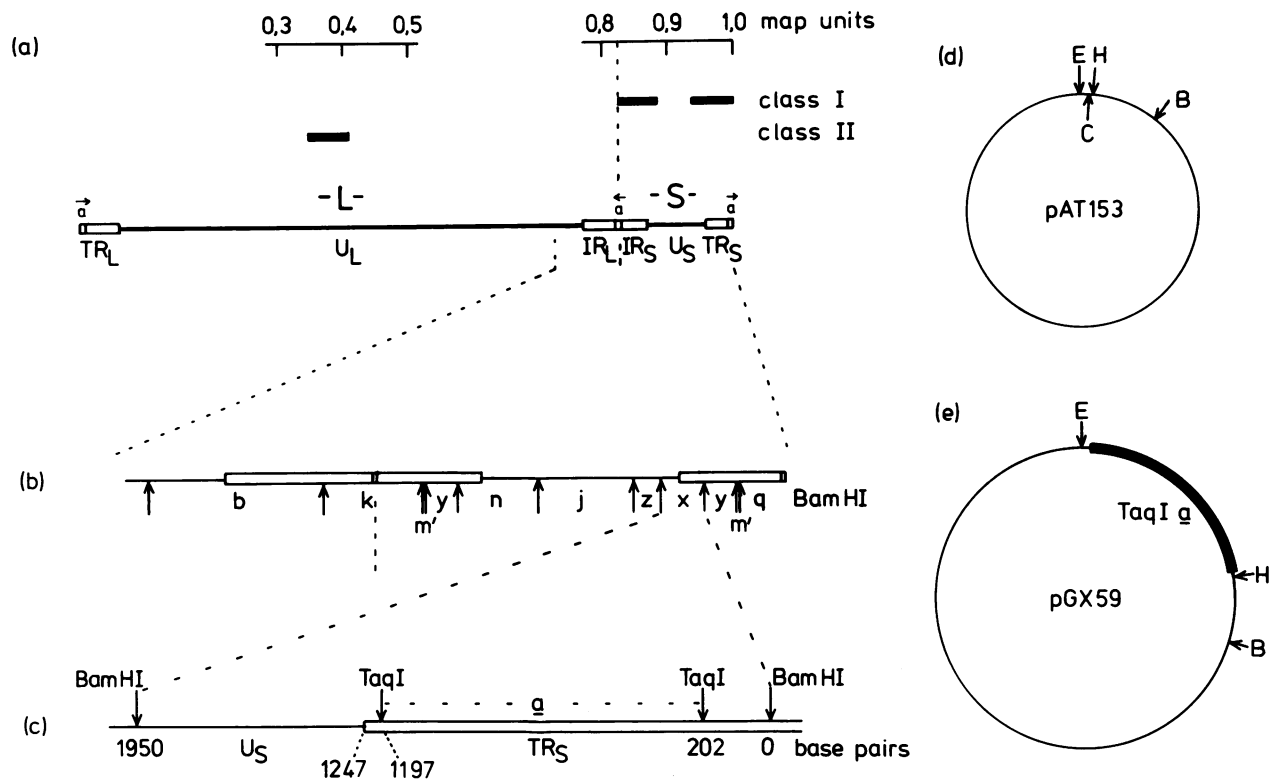 (a)
0,3 0,4 0,5 0,8 0,9 1,0 map units
class I
class II
-L- -S-
a a a
TRL UL IRL IRS US TRS
(b)
b k m' y n j z x y m' q BamHI
(c)
BamHI TaqI a TaqI BamHI
1950 US 1247 1197 TRS 202 0 base pairs
(d)
E H
C
B
pAT153
(e)
E
TaqI a
H
B
pGX59